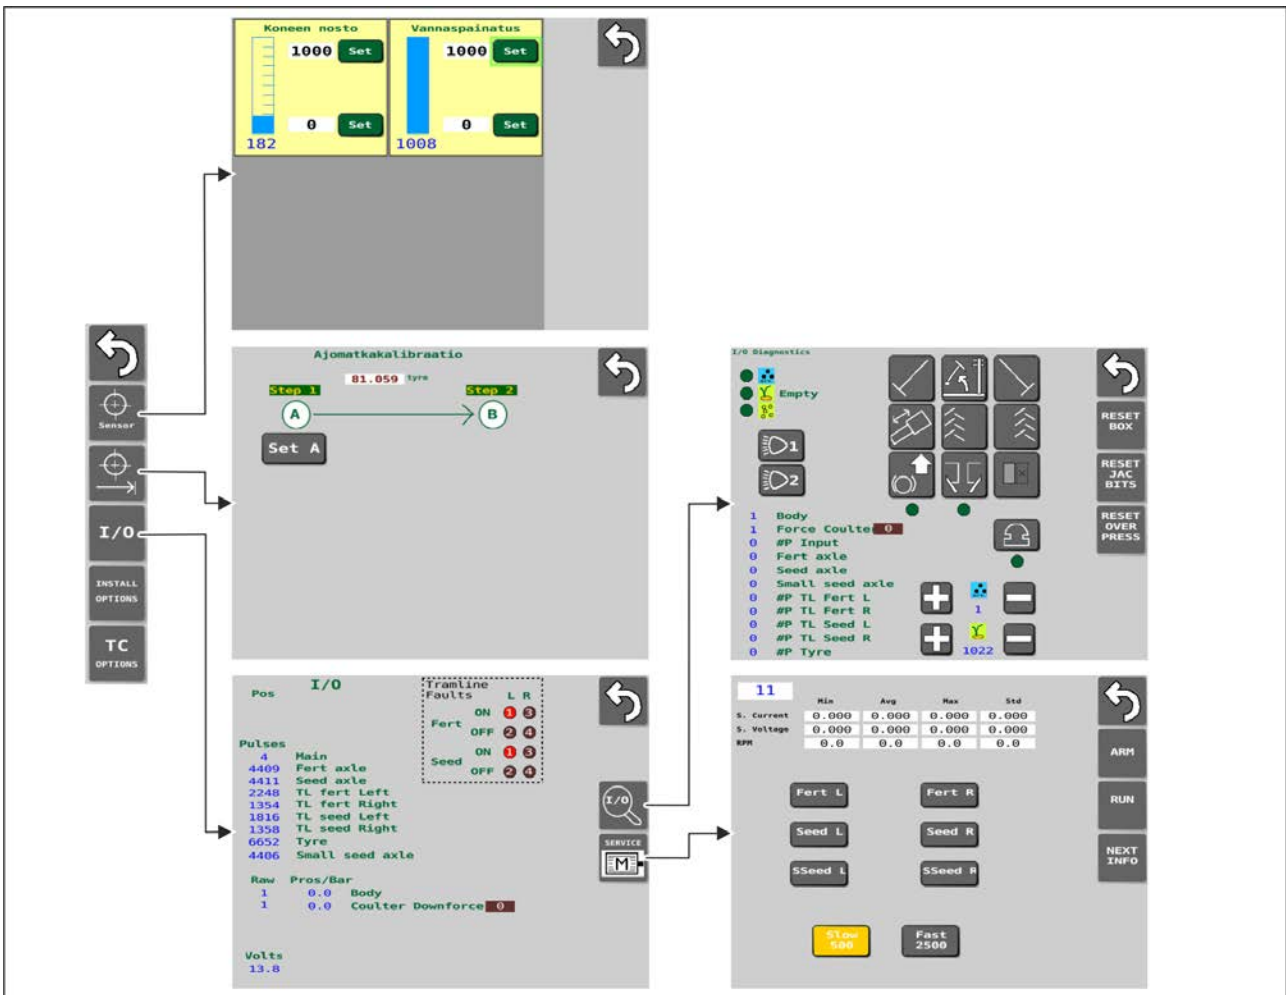 Koneen nosto Vannaspainatus
1000 Set 1000 Set
0 Set 0 Set
182 1008
Sensor
I/O
INSTALL
OPTIONS
TC
OPTIONS
Ajomatkakalibraatio
81.059 tyre
Step 1 Step 2
A B
Set A
I/O
Pos
Tramline
Faults L R
Fert ON 1 3
OFF 2 4
Seed ON 1 3
OFF 2 4
Pulses
4 Main
4409 Fert axle
4411 Seed axle
2248 TL fert Left
1354 TL fert Right
1816 TL seed Left
1358 TL seed Right
6652 Tyre
4406 Small seed axle
Raw Pros/Bar
1 0.0 Body
1 0.0 Coulter Downforce 0
Volts
13.8
I/O
SERVICE
M
I/O Diagnostics
Empty
1
2
1 Body
1 Force Coulte 0
0 #P Input
0 Fert axle
0 Seed axle
0 Small seed axle
0 #P TL Fert L
0 #P TL Fert R
0 #P TL Seed L
0 #P TL Seed R
0 #P Tyre
1
1022
RESET
BOX
RESET
JAC
BITS
RESET
OVER
PRESS
11
Min Avg Max Std
S. Current 0.000 0.000 0.000 0.000
S. Voltage 0.000 0.000 0.000 0.000
RPM 0.0 0.0 0.0 0.0
Fert L Fert R
Seed L Seed R
SSeed L SSeed R
Slow
500
Fast
2500
ARM
RUN
NEXT
INFO